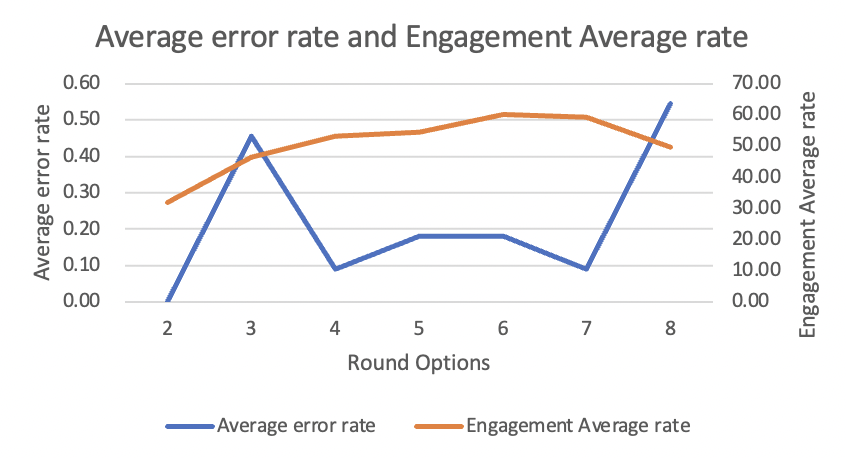 Average error rate and Engagement Average rate
0.60
0.50
0.40
0.30
0.20
0.10
0.00
Average error rate
70.00
60.00
50.00
40.00
30.00
20.00
10.00
0.00
Engagement Average rate
2 3 4 5 6 7 8
Round Options
Average error rate Engagement Average rate